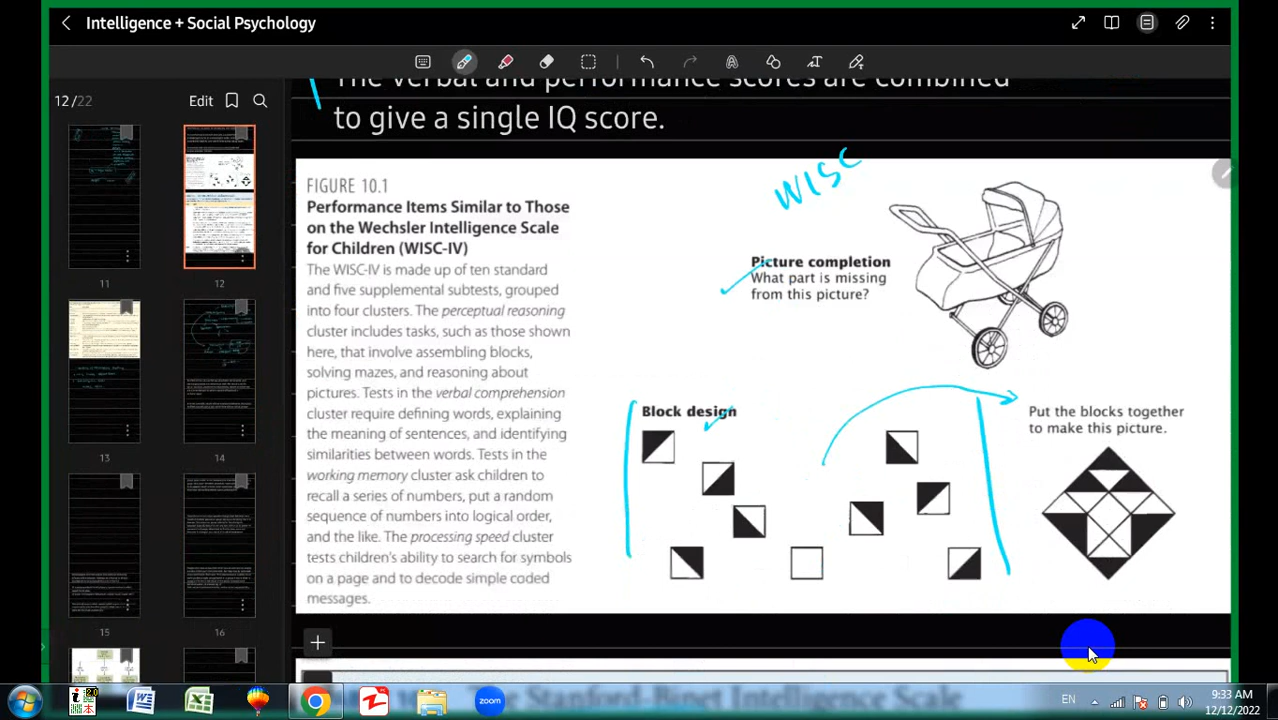 Intelligence + Social Psychology
12/22
Edit
The verbal and performance scores are combined
to give a single IQ score.
WISC
FIGURE 10.1
Performance Items Similar to Those
on the Wechsler Intelligence Scale
for Children (WISC-IV)
The WISC-IV is made up of ten standard
and five supplemental subtests, grouped
into four clusters. The perceptual reasoning
cluster includes tasks, such as those shown
here, that involve assembling blocks,
solving mazes, and reasoning about
pictures. Tests in the verbal comprehension
cluster require defining words, explaining
the meaning of sentences, and identifying
similarities between words. Tests in the
working memory cluster ask children to
recall a series of numbers, put a random
sequence of numbers into logical order,
and the like. The processing speed cluster
tests children's ability to search for symbols
on a page and to decode simple coded
messages.
Picture completion
What part is missing
from this picture?
Block design
Put the blocks together
to make this picture.
11
12
13
14
15
16
zoom
EN
9:33 AM
12/12/2022